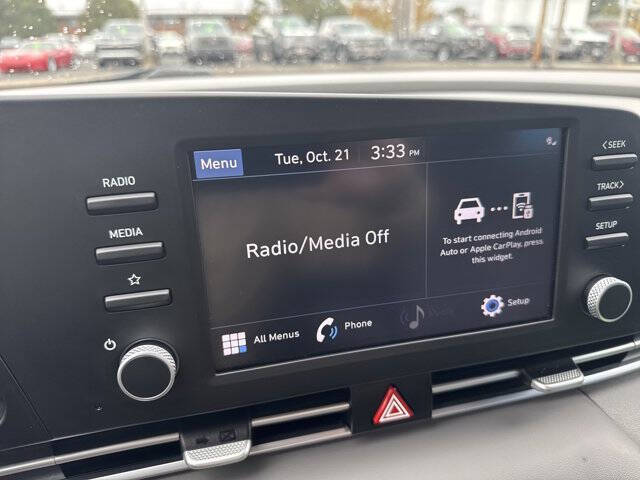 Menu
Tue, Oct. 21
3:33 PM
RADIO
MEDIA
Radio/Media Off
To start connecting Android
Auto or Apple CarPlay, press
this widget.
All Menus
Phone
Setup
<SEEK
TRACK>
SETUP